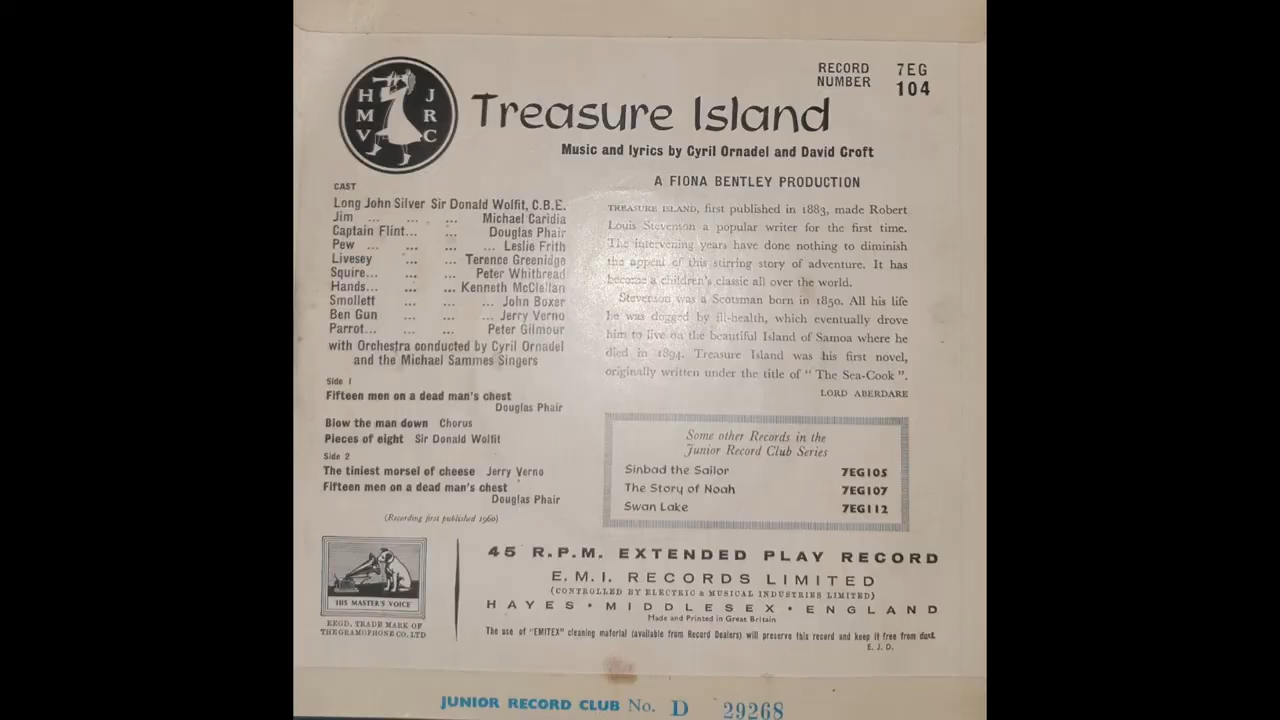 RECORD NUMBER 7EG 104
H M V J R C
Treasure Island
Music and lyrics by Cyril Ornadel and David Croft
A FIONA BENTLEY PRODUCTION
CAST
Long John Silver Sir Donald Wolfit, C.B.E.
Jim ... ... ... Michael Caridia
Captain Flint... ... Douglas Phair
Pew ... ... ... ... Leslie Frith
Livesey ... ... Terence Greenidge
Squire... ... ... Peter Whitbread
Hands... ... ... Kenneth McClellan
Smollett ... ... ... John Boxer
Ben Gun ... ... ... Jerry Verno
Parrot... ... ... Peter Gilmour
with Orchestra conducted by Cyril Ornadel
and the Michael Sammes Singers
Side 1
Fifteen men on a dead man's chest
Douglas Phair
Blow the man down Chorus
Pieces of eight Sir Donald Wolfit
Side 2
The tiniest morsel of cheese Jerry Verno
Fifteen men on a dead man's chest
Douglas Phair
(Recording first published 1960)
TREASURE ISLAND, first published in 1883, made Robert
Louis Stevenson a popular writer for the first time.
The intervening years have done nothing to diminish
the appeal of this stirring story of adventure. It has
become a children's classic all over the world.
Stevenson was a Scotsman born in 1850. All his life
he was dogged by ill-health, which eventually drove
him to live on the beautiful Island of Samoa where he
died in 1894. Treasure Island was his first novel,
originally written under the title of "The Sea-Cook".
LORD ABERDARE
Some other Records in the
Junior Record Club Series
Sinbad the Sailor 7EG105
The Story of Noah 7EG107
Swan Lake 7EG112
HIS MASTER'S VOICE
REGD. TRADE MARK OF
THE GRAMOPHONE CO. LTD
45 R.P.M. EXTENDED PLAY RECORD
E.M.I. RECORDS LIMITED
(CONTROLLED BY ELECTRIC & MUSICAL INDUSTRIES LIMITED)
HAYES • MIDDLESEX • ENGLAND
Made and Printed in Great Britain
The use of "EMITEX" cleaning material (available from Record Dealers) will preserve this record and keep it free from dust.
E. J. D.
JUNIOR RECORD CLUB No. D 29268